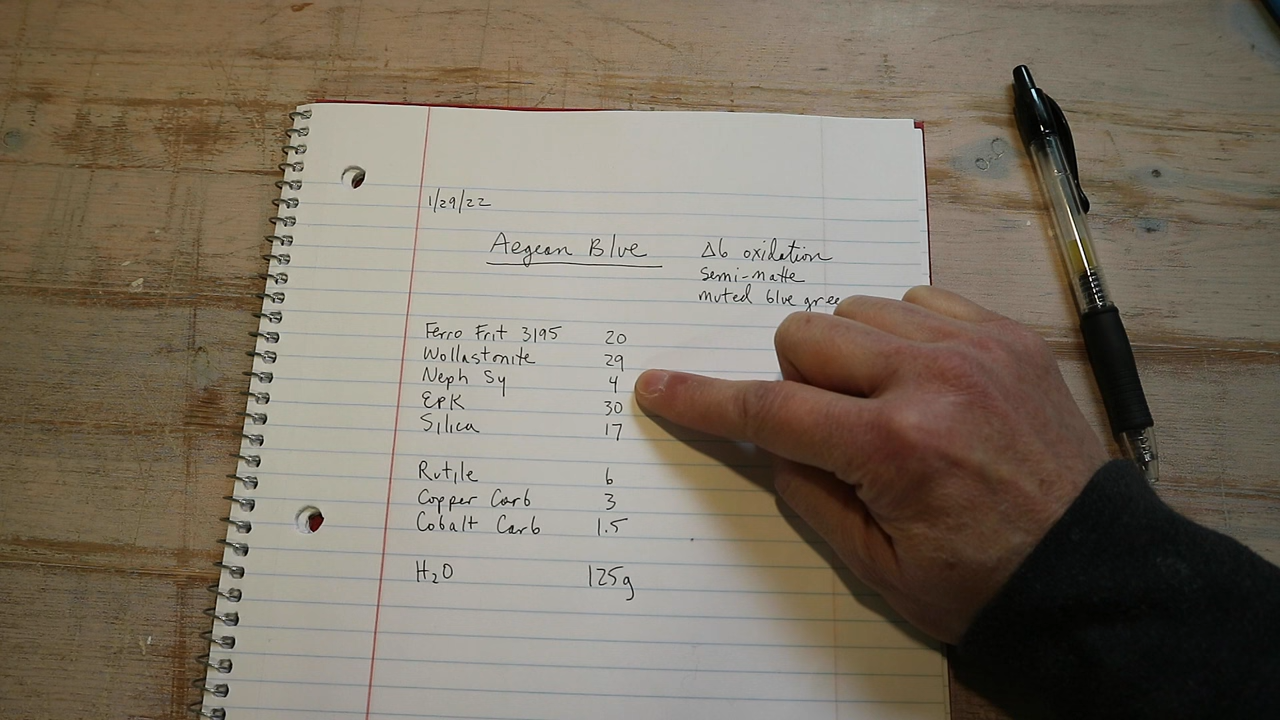 1/29/22
Aegean Blue
Δ6 oxidation
semi-matte
muted blue
Ferro Frit 3195 20
Wollastonite 29
Neph Sy 4
EPK 30
Silica 17
Rutile 6
Copper Carb 3
Cobalt Carb 1.5
H₂O 125g